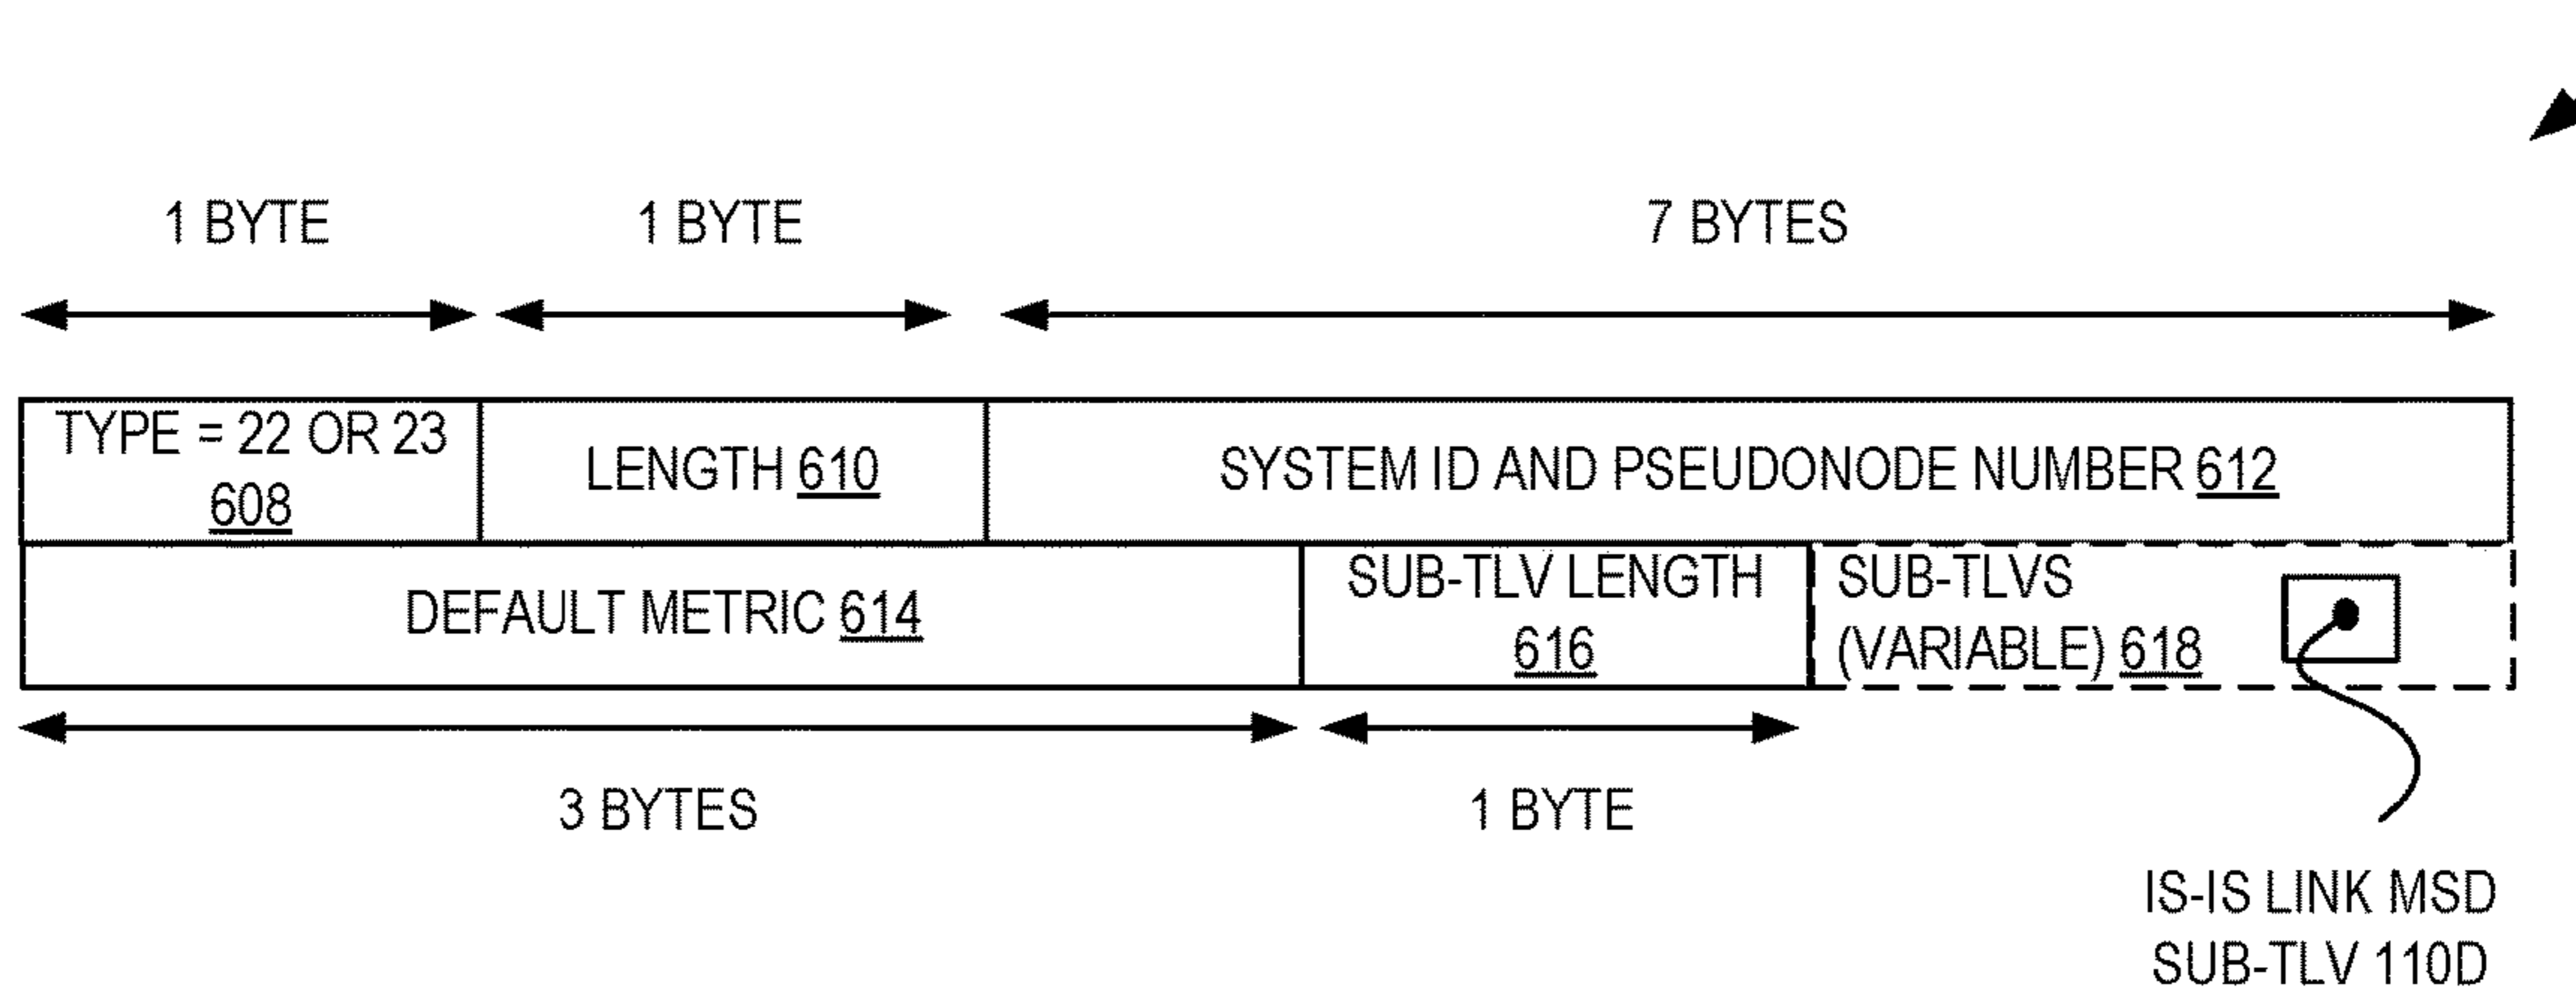 1 BYTE 1 BYTE 7 BYTES
TYPE = 22 OR 23
608
LENGTH 610
SYSTEM ID AND PSEUDONODE NUMBER 612
DEFAULT METRIC 614
SUB-TLV LENGTH
616
SUB-TLVS
(VARIABLE) 618
3 BYTES 1 BYTE
IS-IS LINK MSD
SUB-TLV 110D